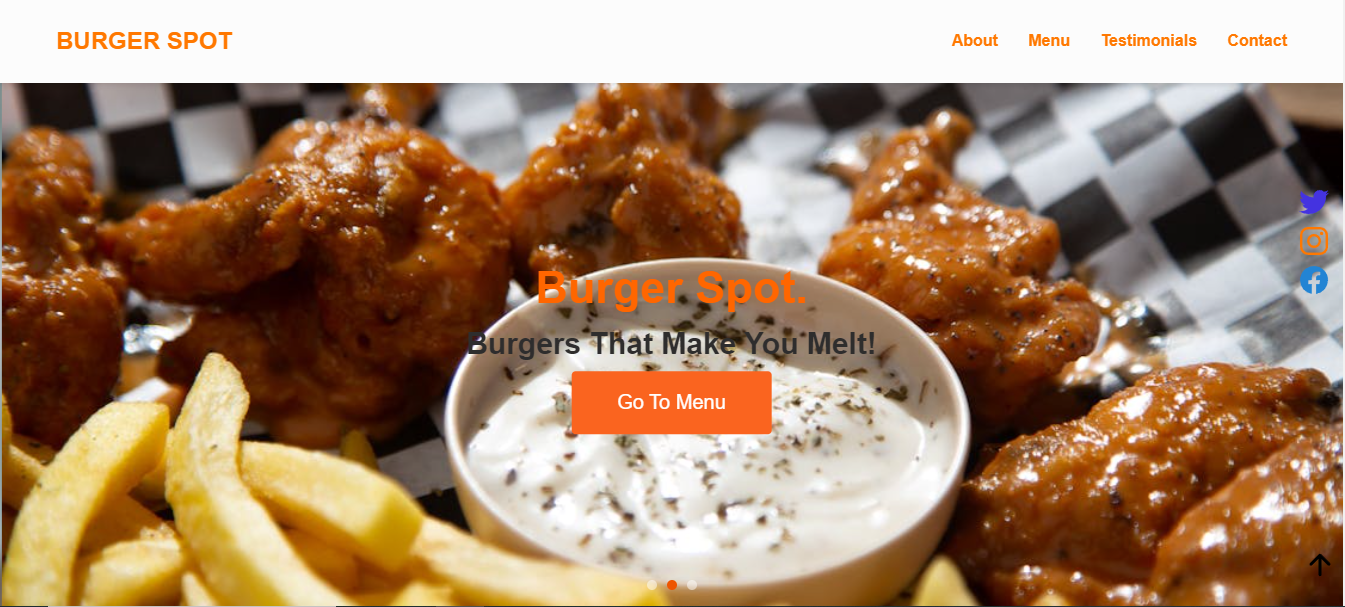 BURGER SPOT
About Menu Testimonials Contact
Burger Spot.
Burgers That Make You Melt!
Go To Menu